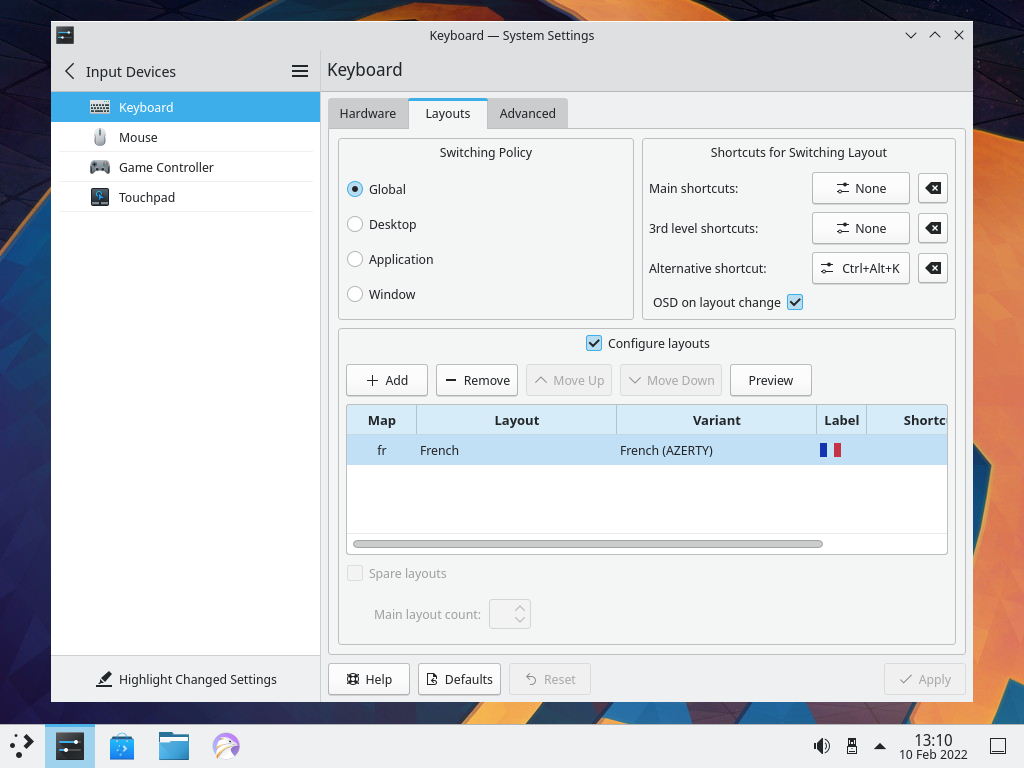 Keyboard — System Settings
Input Devices
Keyboard
Keyboard
Mouse
Game Controller
Touchpad
Highlight Changed Settings
Hardware
Layouts
Advanced
Switching Policy
Global
Desktop
Application
Window
Shortcuts for Switching Layout
Main shortcuts: None
3rd level shortcuts: None
Alternative shortcut: Ctrl+Alt+K
OSD on layout change
Configure layouts
Add Remove Move Up Move Down Preview
Map Layout Variant Label Shortc
fr French French (AZERTY)
Spare layouts
Main layout count:
Help Defaults Reset Apply
13:10
10 Feb 2022